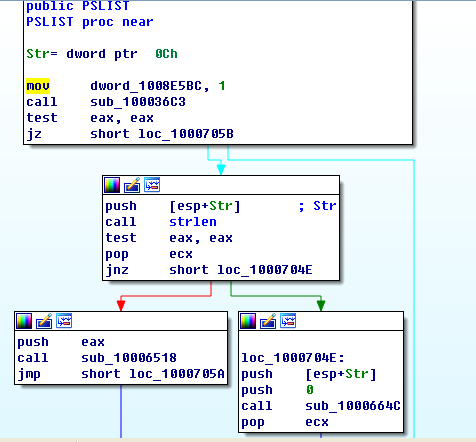 public PSLIST
PSLIST proc near
Str= dword ptr 0Ch
mov dword_1008E5BC, 1
call sub_100036C3
test eax, eax
jz short loc_1000705B
push [esp+Str] ; Str
call strlen
test eax, eax
pop ecx
jnz short loc_1000704E
push eax
call sub_10006518
jmp short loc_1000705A
loc_1000704E:
push [esp+Str]
push 0
call sub_1000664C
pop ecx